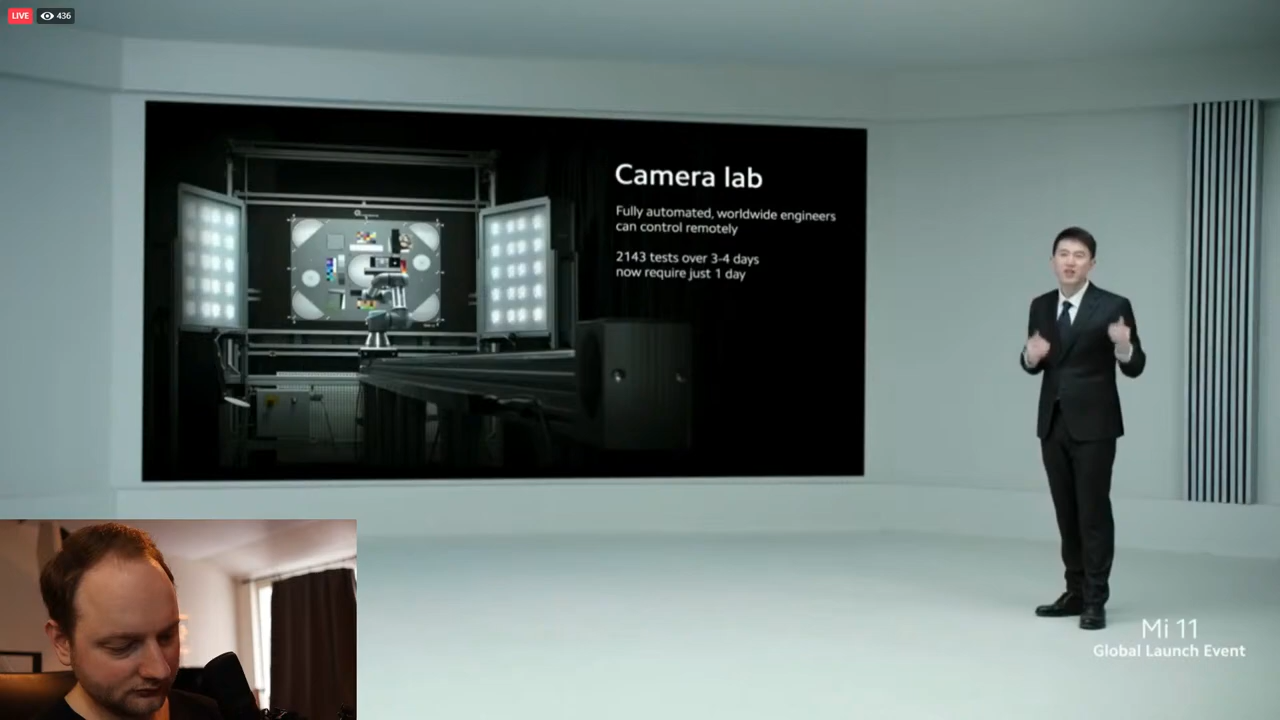 LIVE
436
Camera lab
Fully automated, worldwide engineers
can control remotely
2143 tests over 3-4 days
now require just 1 day
Mi 11
Global Launch Event